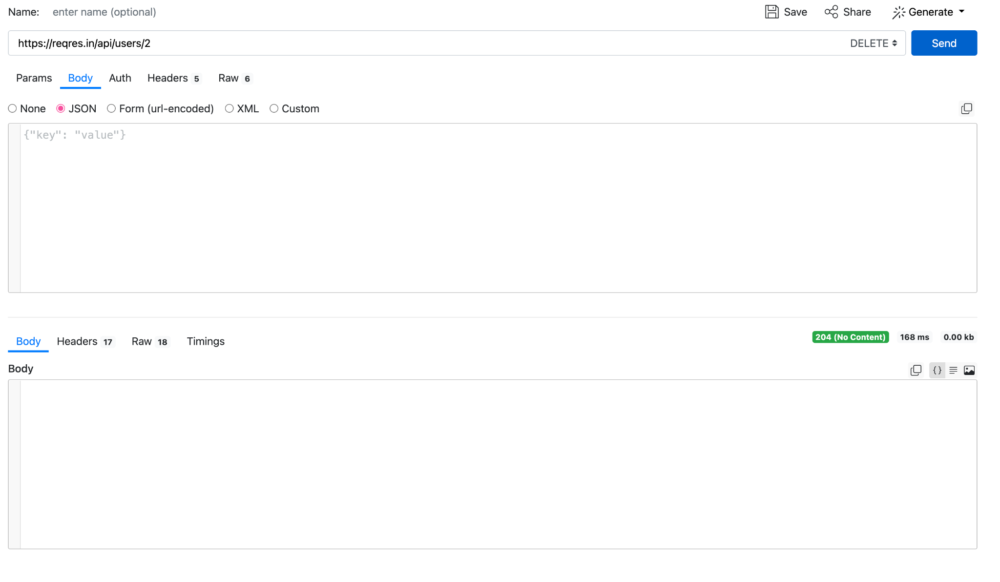 Name: enter name (optional) Save Share Generate
https://reqres.in/api/users/2 DELETE Send
Params Body Auth Headers 5 Raw 6
None JSON Form (url-encoded) XML Custom
{"key": "value"}
Body Headers 17 Raw 18 Timings 204 (No Content) 168 ms 0.00 kb
Body {}